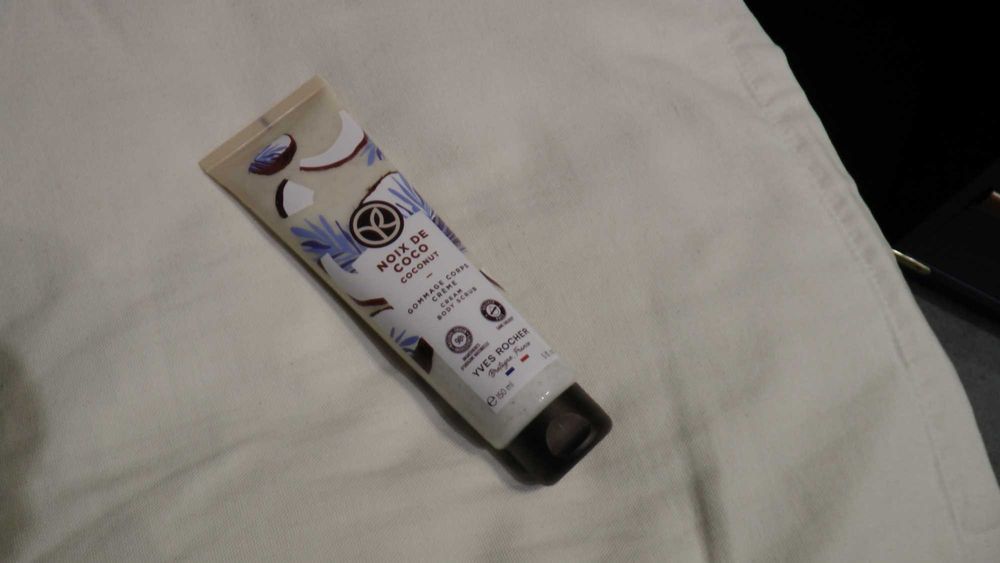 NOIX DE
COCO
COCONUT
GOMMAGE CORPS
CRÈME
CREAM
BODY SCRUB
YVES ROCHER
Bretagne, France
e 150 ml